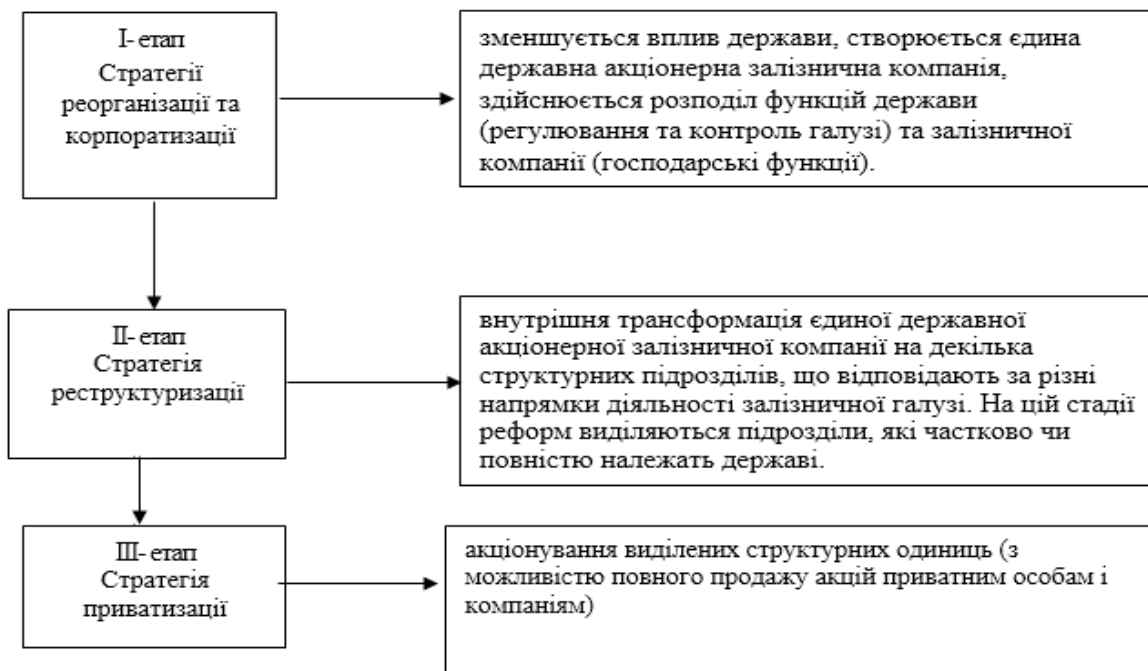 I- етап
Стратегії
реорганізації та
корпоратизації
зменшується вплив держави, створюється єдина
державна акціонерна залізнична компанія,
здійснюється розподіл функцій держави
(регулювання та контроль галузі) та залізничної
компанії (господарські функції).
II- етап
Стратегія
реструктуризації
внутрішня трансформація єдиної державної
акціонерної залізничної компанії на декілька
структурних підрозділів, що відповідають за різні
напрямки діяльності залізничної галузі. На цій стадії
реформ виділяються підрозділи, які частково чи
повністю належать державі.
III- етап
Стратегія
приватизації
акціонування виділених структурних одиниць (з
можливістю повного продажу акцій приватним особам і
компаніям)